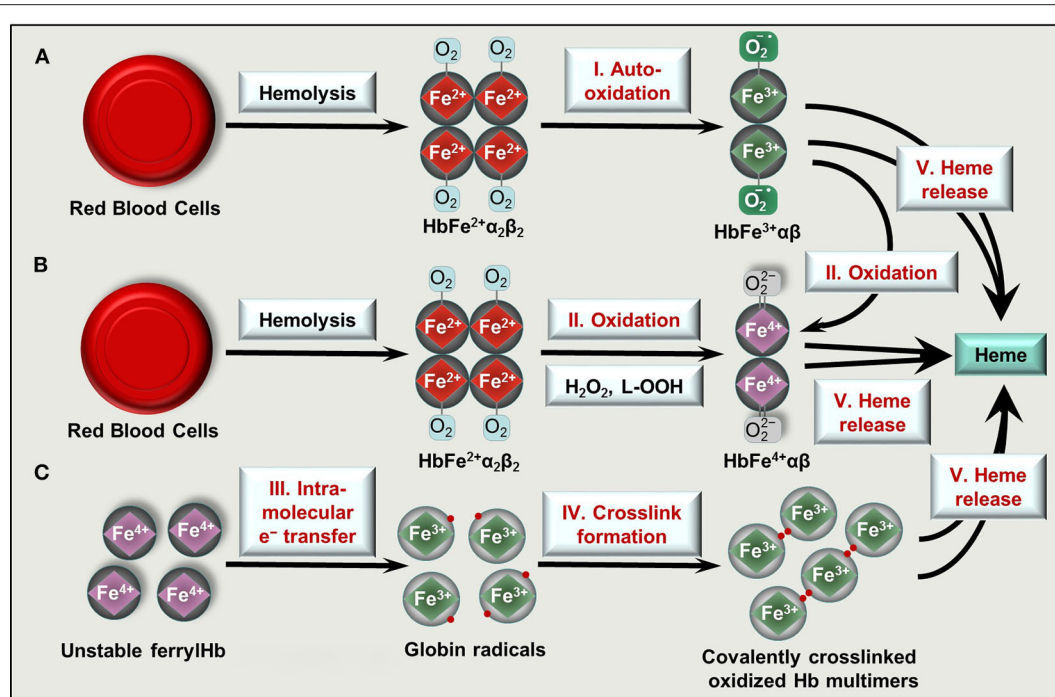 A
Red Blood Cells
Hemolysis
O₂ O₂
Fe²⁺ Fe²⁺
Fe²⁺ Fe²⁺
O₂ O₂
HbFe²⁺α₂β₂
I. Auto-
oxidation
O₂⁻•
Fe³⁺
Fe³⁺
O₂⁻•
HbFe³⁺αβ
V. Heme
release
II. Oxidation
B
Red Blood Cells
Hemolysis
O₂ O₂
Fe²⁺ Fe²⁺
Fe²⁺ Fe²⁺
O₂ O₂
HbFe²⁺α₂β₂
II. Oxidation
H₂O₂, L-OOH
O₂²⁻
Fe⁴⁺
Fe⁴⁺
O₂²⁻
HbFe⁴⁺αβ
V. Heme
release
Heme
C
Fe⁴⁺ Fe⁴⁺
Fe⁴⁺ Fe⁴⁺
Unstable ferrylHb
III. Intra-
molecular
e⁻ transfer
Fe³⁺ Fe³⁺
Fe³⁺ Fe³⁺
Globin radicals
IV. Crosslink
formation
Fe³⁺ Fe³⁺
Fe³⁺ Fe³⁺
Fe³⁺
Covalently crosslinked
oxidized Hb multimers
V. Heme
release